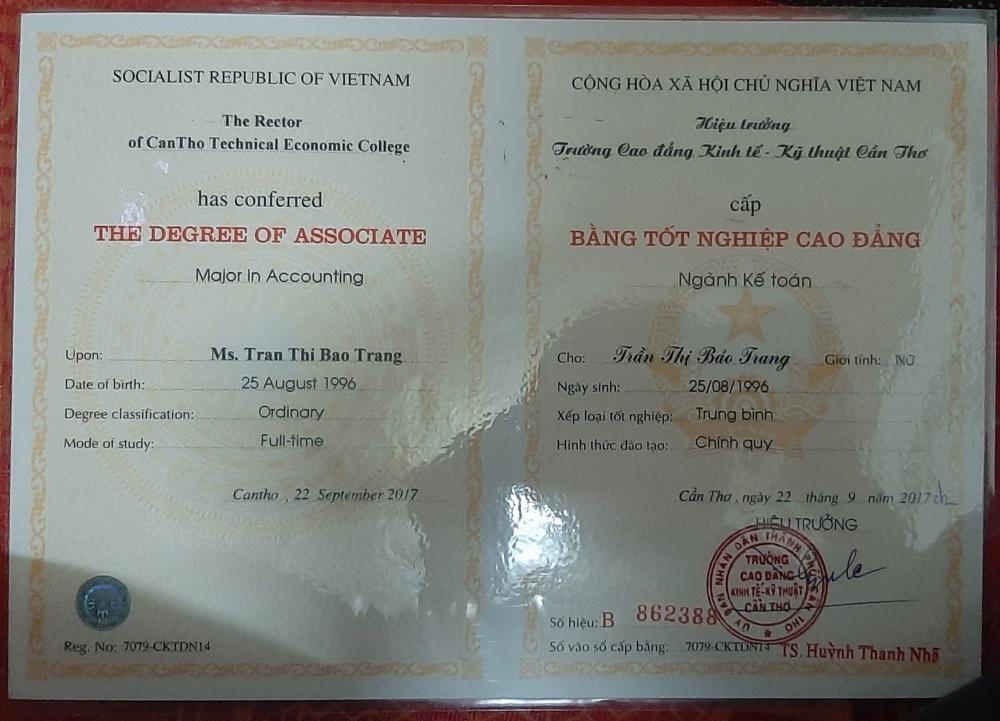 SOCIALIST REPUBLIC OF VIETNAM
The Rector
of CanTho Technical Economic College
has conferred
THE DEGREE OF ASSOCIATE
Major in Accounting
Upon: Ms. Tran Thi Bao Trang
Date of birth: 25 August 1996
Degree classification: Ordinary
Mode of study: Full-time
Cantho , 22 September 2017
Reg. No: 7079-CKTDN14
CỘNG HÒA XÃ HỘI CHỦ NGHĨA VIỆT NAM
Hiệu trưởng
Trường Cao đẳng Kinh tế - Kỹ thuật Cần Thơ
cấp
BẰNG TỐT NGHIỆP CAO ĐẲNG
Ngành Kế toán
Cho: Trần Thị Bảo Trang Giới tính: Nữ
Ngày sinh: 25/08/1996
Xếp loại tốt nghiệp: Trung bình
Hình thức đào tạo: Chính quy
Cần Thơ , ngày 22 tháng 9 năm 2017
HIỆU TRƯỞNG
ỦY BAN NHÂN DÂN THÀNH PHỐ CẦN THƠ
TRƯỜNG
CAO ĐẲNG
KINH TẾ-KỸ THUẬT
CẦN THƠ
Số hiệu: B 862388
Số vào sổ cấp bằng: 7079-CKTDN14
TS. Huỳnh Thanh Nhã